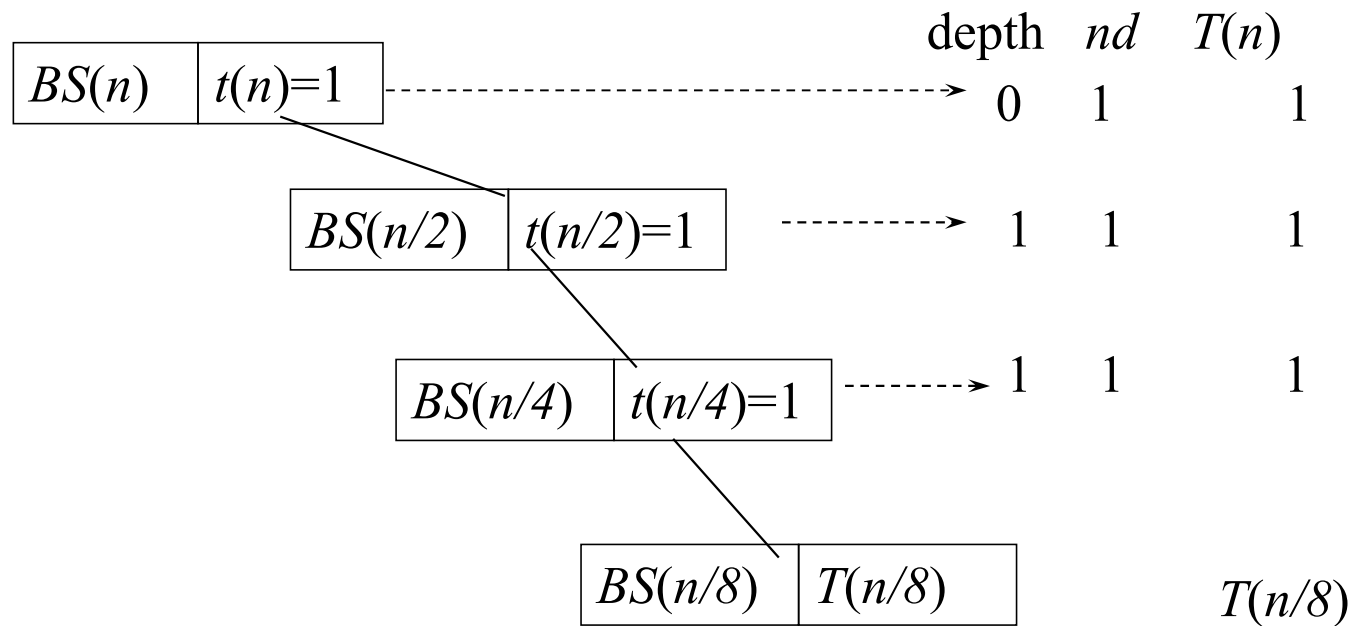 depth nd T(n)
BS(n) t(n)=1 0 1 1
BS(n/2) t(n/2)=1 1 1 1
BS(n/4) t(n/4)=1 1 1 1
BS(n/8) T(n/8) T(n/8)